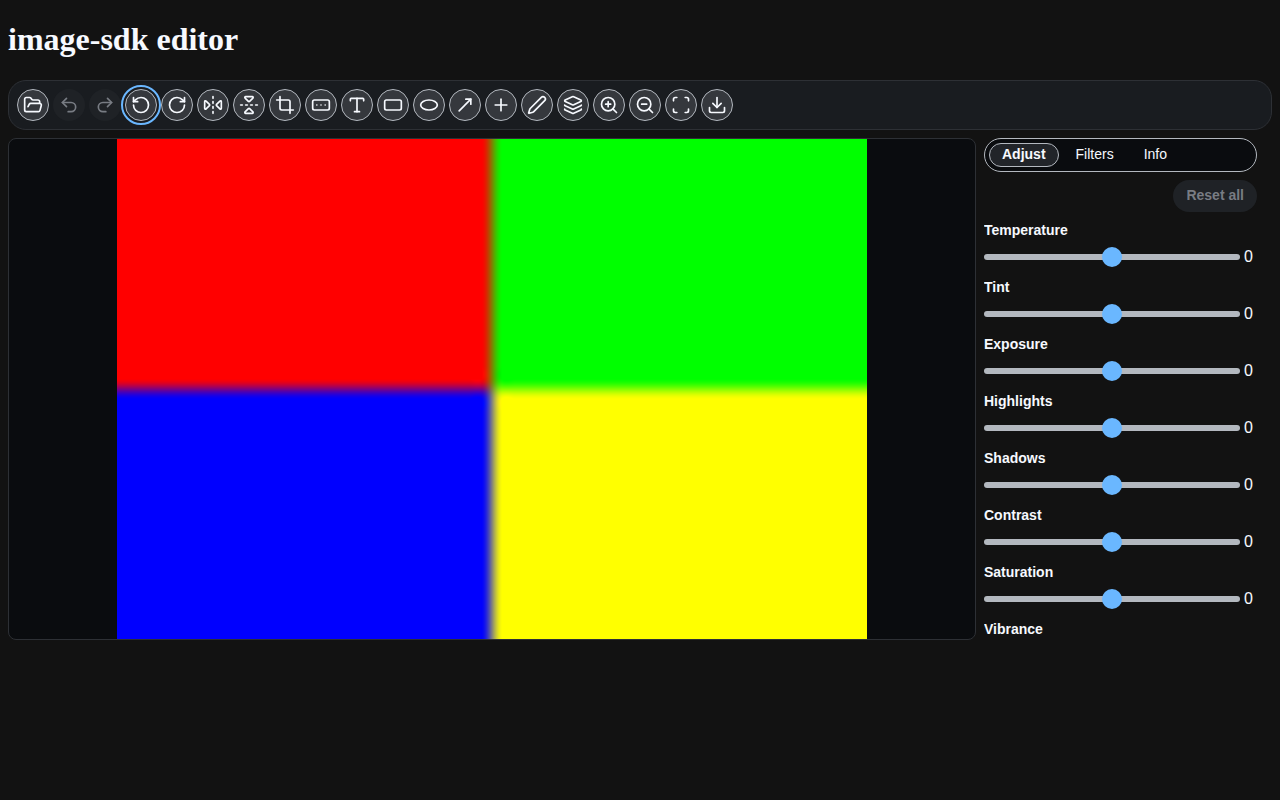 image-sdk editor
Adjust Filters Info
Reset all
Temperature
0
Tint
0
Exposure
0
Highlights
0
Shadows
0
Contrast
0
Saturation
0
Vibrance